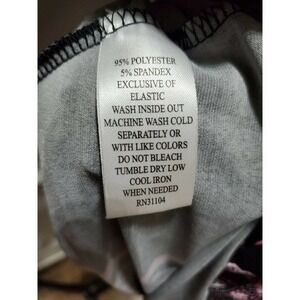 95% POLYESTER
5% SPANDEX
EXCLUSIVE OF
ELASTIC
WASH INSIDE OUT
MACHINE WASH COLD
SEPARATELY OR
WITH LIKE COLORS
DO NOT BLEACH
TUMBLE DRY LOW
COOL IRON
WHEN NEEDED
RN31104